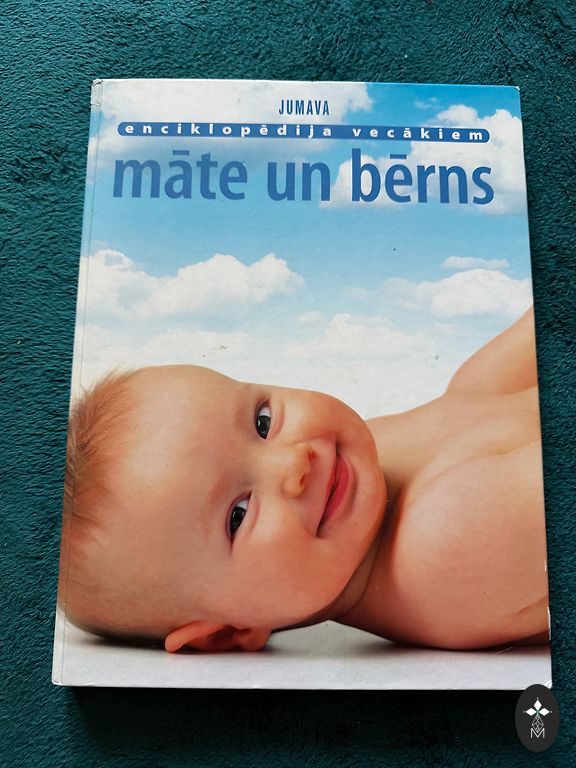 JUMAVA
enciklopēdija vecākiem
māte un bērns